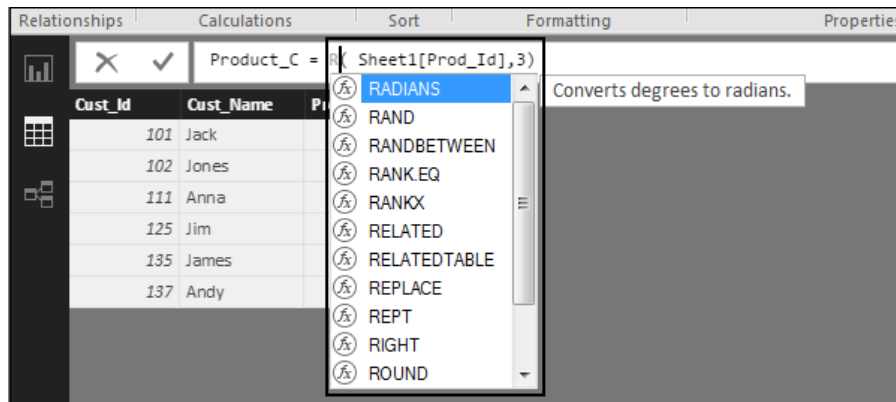 Relationships Calculations Sort Formatting Propertie
Product_C = R( Sheet1[Prod_Id],3)
RADIANS Converts degrees to radians.
Cust_Id Cust_Name
RAND
101 Jack
RANDBETWEEN
102 Jones
RANK.EQ
111 Anna
RANKX
125 Jim
RELATED
135 James
RELATEDTABLE
137 Andy
REPLACE
REPT
RIGHT
ROUND